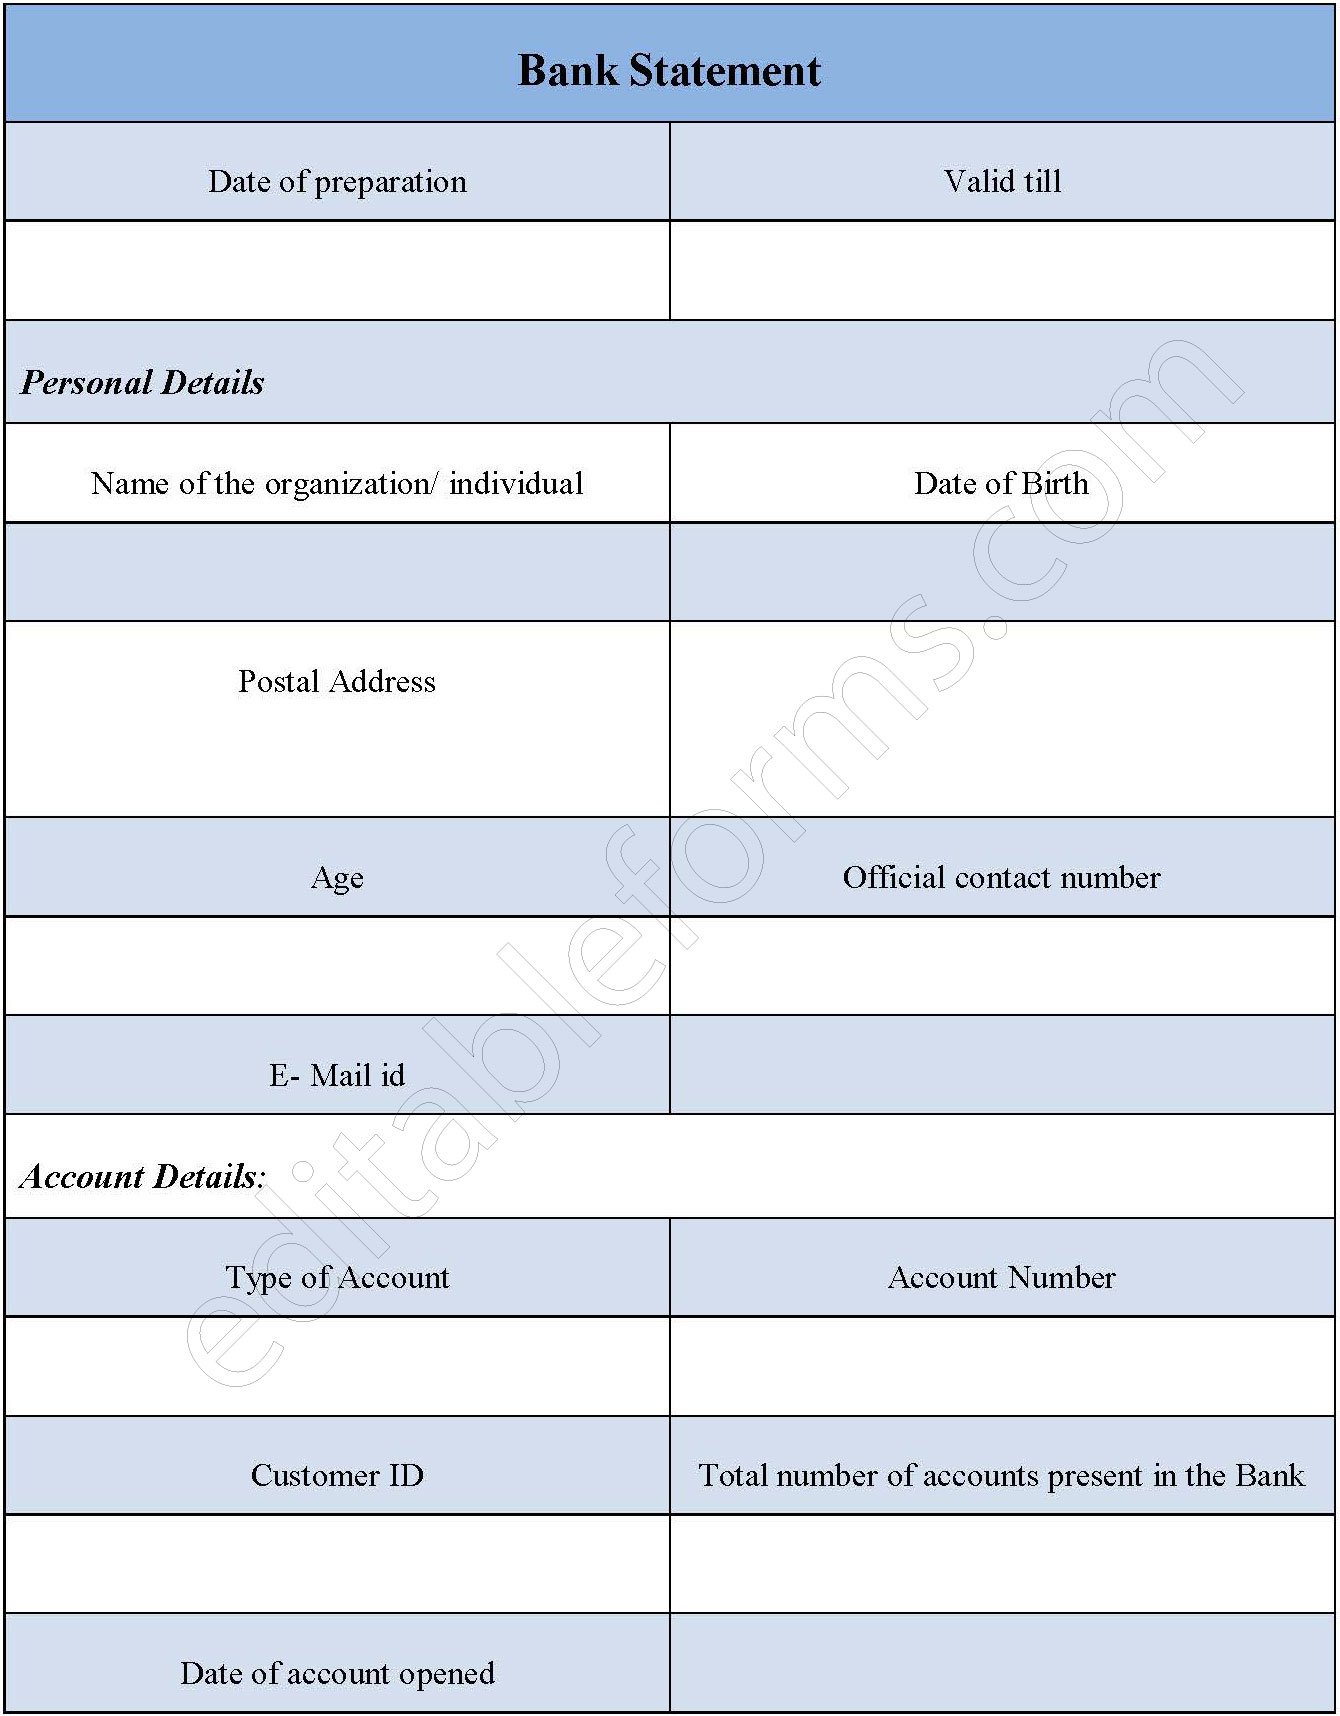 Bank Statement
Date of preparation
Valid till
Personal Details
Name of the organization/ individual
Date of Birth
Postal Address
Age
Official contact number
E- Mail id
Account Details:
Type of Account
Account Number
Customer ID
Total number of accounts present in the Bank
Date of account opened
editableforms.com